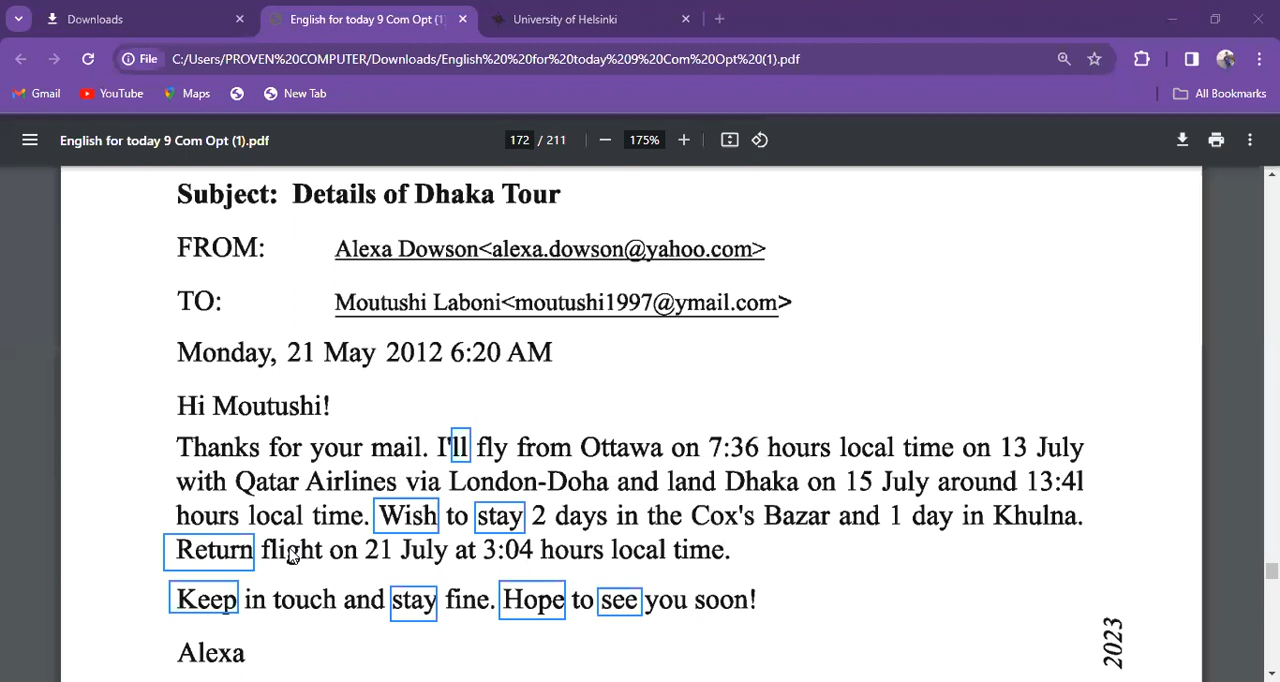 Downloads
English for today 9 Com Opt (1)
University of Helsinki
File
C:/Users/PROVEN%20COMPUTER/Downloads/English%20%20for%20today%209%20Com%20Opt%20(1).pdf
Gmail
YouTube
Maps
New Tab
All Bookmarks
English for today 9 Com Opt (1).pdf
172 / 211
175%
Subject: Details of Dhaka Tour
FROM: Alexa Dowson<alexa.dowson@yahoo.com>
TO: Moutushi Laboni<moutushi1997@ymail.com>
Monday, 21 May 2012 6:20 AM
Hi Moutushi!
Thanks for your mail. I'll fly from Ottawa on 7:36 hours local time on 13 July
with Qatar Airlines via London-Doha and land Dhaka on 15 July around 13:4l
hours local time. Wish to stay 2 days in the Cox's Bazar and 1 day in Khulna.
Return flight on 21 July at 3:04 hours local time.
Keep in touch and stay fine. Hope to see you soon!
Alexa
2023